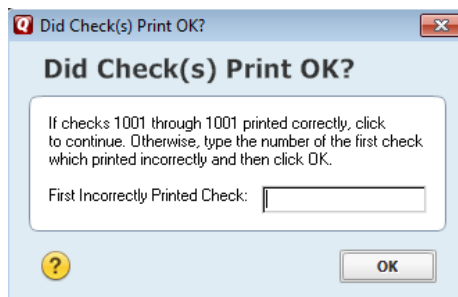 Did Check(s) Print OK?
Did Check(s) Print OK?
If checks 1001 through 1001 printed correctly, click
to continue. Otherwise, type the number of the first check
which printed incorrectly and then click OK.
First Incorrectly Printed Check:
?
OK